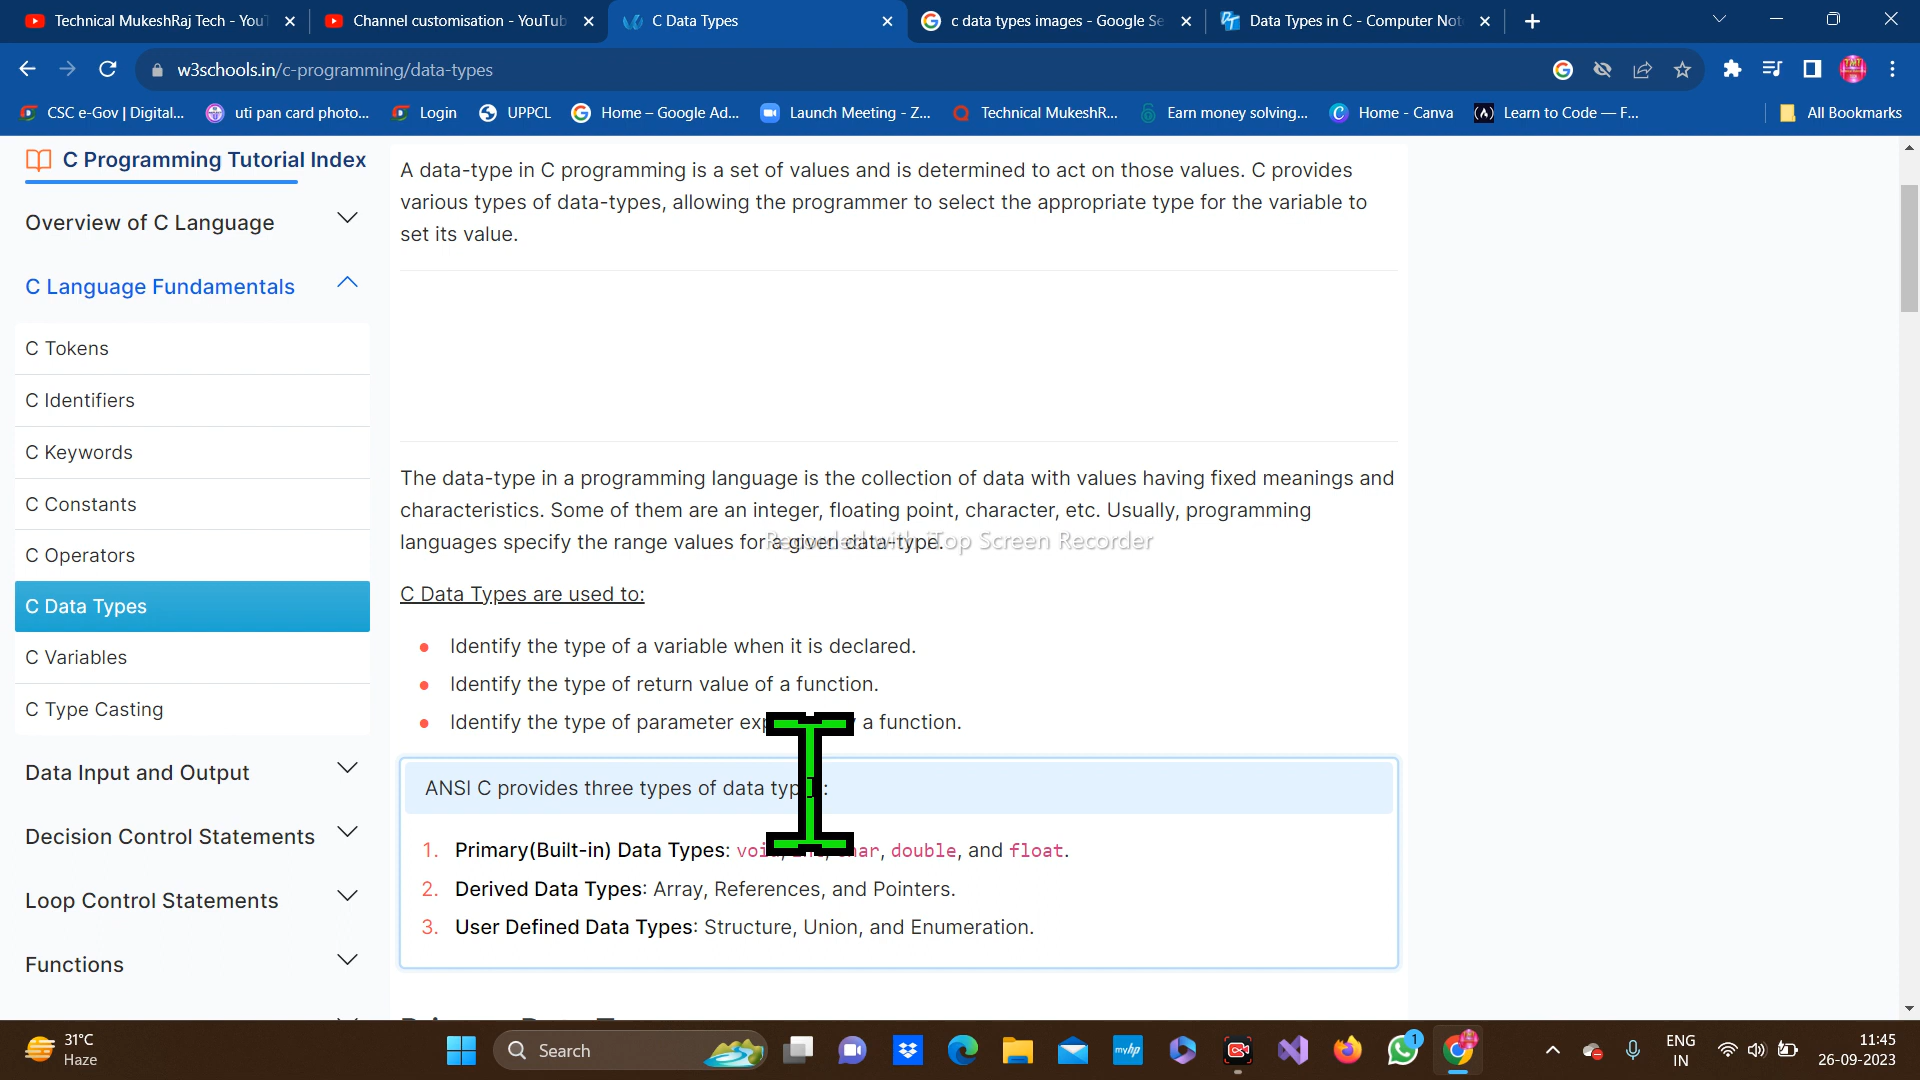 Technical MukeshRaj Tech - You
Channel customisation - YouTub
C Data Types
c data types images - Google Se
Data Types in C - Computer Not
w3schools.in/c-programming/data-types
CSC e-Gov | Digital...
uti pan card photo...
Login
UPPCL
Home – Google Ad...
Launch Meeting - Z...
Technical MukeshR...
Earn money solving...
Home - Canva
Learn to Code — F...
All Bookmarks
C Programming Tutorial Index
Overview of C Language
C Language Fundamentals
C Tokens
C Identifiers
C Keywords
C Constants
C Operators
C Data Types
C Variables
C Type Casting
Data Input and Output
Decision Control Statements
Loop Control Statements
Functions
A data-type in C programming is a set of values and is determined to act on those values. C provides
various types of data-types, allowing the programmer to select the appropriate type for the variable to
set its value.
The data-type in a programming language is the collection of data with values having fixed meanings and
characteristics. Some of them are an integer, floating point, character, etc. Usually, programming
languages specify the range values for a given data-type.
Recorded with iTop Screen Recorder
C Data Types are used to:
Identify the type of a variable when it is declared.
Identify the type of return value of a function.
Identify the type of parameter a function.
ANSI C provides three types of data
1. Primary(Built-in) Data Types: double, and float.
2. Derived Data Types: Array, References, and Pointers.
3. User Defined Data Types: Structure, Union, and Enumeration.
31°C
Haze
Search
myhp
1
ENG
IN
11:45
26-09-2023